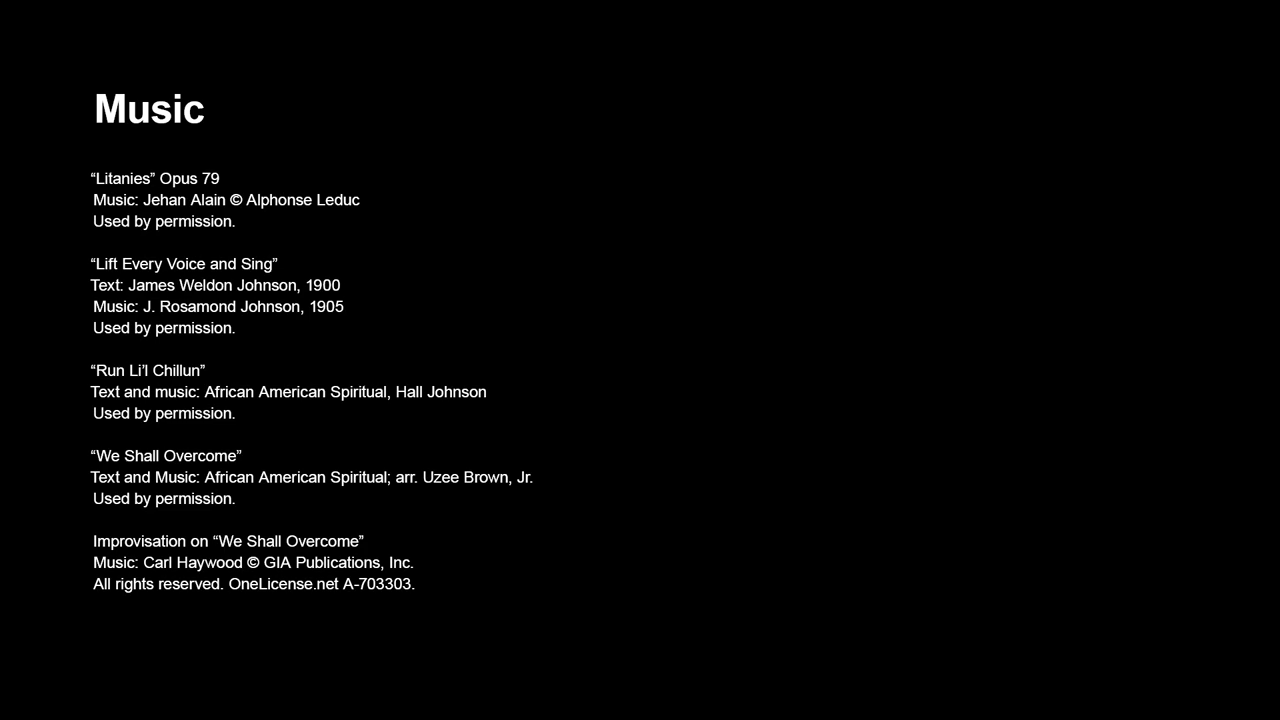 Music
“Litanies” Opus 79
Music: Jehan Alain © Alphonse Leduc
Used by permission.
“Lift Every Voice and Sing”
Text: James Weldon Johnson, 1900
Music: J. Rosamond Johnson, 1905
Used by permission.
“Run Li’l Chillun”
Text and music: African American Spiritual, Hall Johnson
Used by permission.
“We Shall Overcome”
Text and Music: African American Spiritual; arr. Uzee Brown, Jr.
Used by permission.
Improvisation on “We Shall Overcome”
Music: Carl Haywood © GIA Publications, Inc.
All rights reserved. OneLicense.net A-703303.